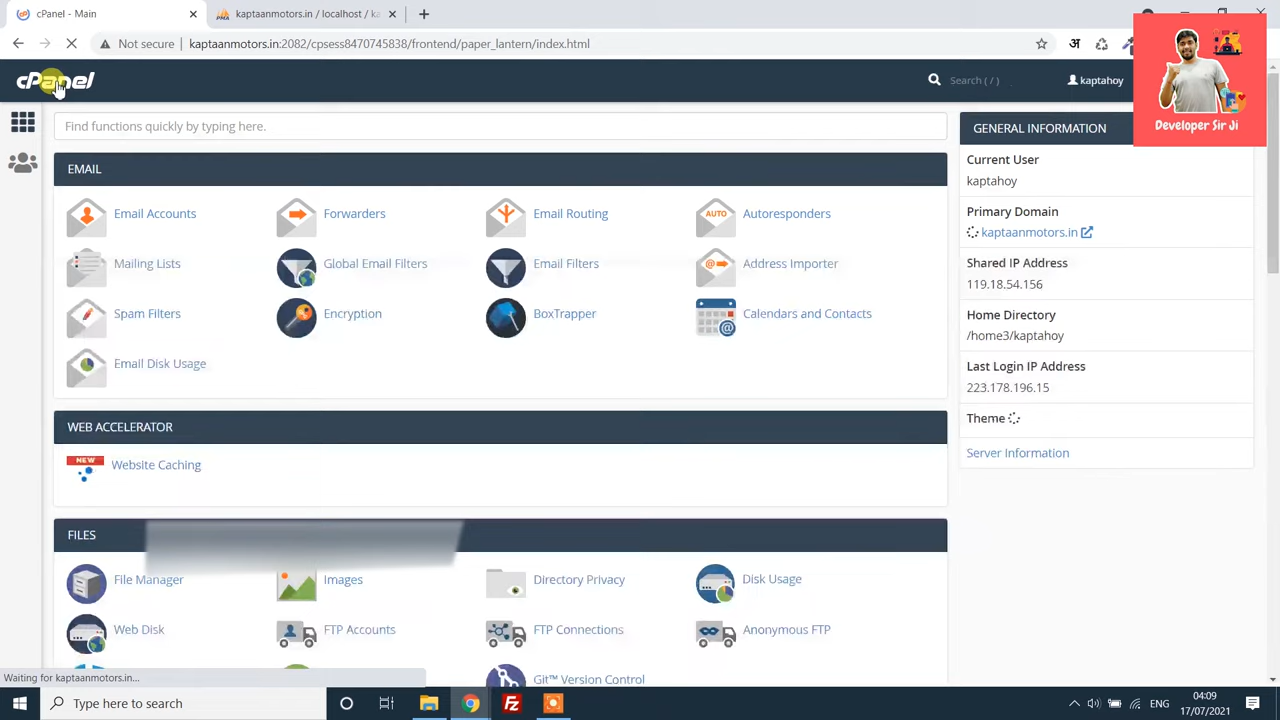 cPanel - Main
kaptaanmotors.in / localhost / ka
Not secure
kaptaanmotors.in:2082/cpsess8470745838/frontend/paper_lantern/index.html
अ
cPanel
Search ( / )
kaptahoy
Developer Sir Ji
Find functions quickly by typing here.
EMAIL
Email Accounts
Forwarders
Email Routing
AUTO
Autoresponders
Mailing Lists
Global Email Filters
Email Filters
Address Importer
Spam Filters
Encryption
BoxTrapper
Calendars and Contacts
Email Disk Usage
WEB ACCELERATOR
NEW
Website Caching
FILES
File Manager
Images
Directory Privacy
Disk Usage
Web Disk
FTP Accounts
FTP Connections
Anonymous FTP
Git™ Version Control
GENERAL INFORMATION
Current User
kaptahoy
Primary Domain
kaptaanmotors.in
Shared IP Address
119.18.54.156
Home Directory
/home3/kaptahoy
Last Login IP Address
223.178.196.15
Theme
Server Information
Waiting for kaptaanmotors.in...
Type here to search
ENG
04:09
17/07/2021